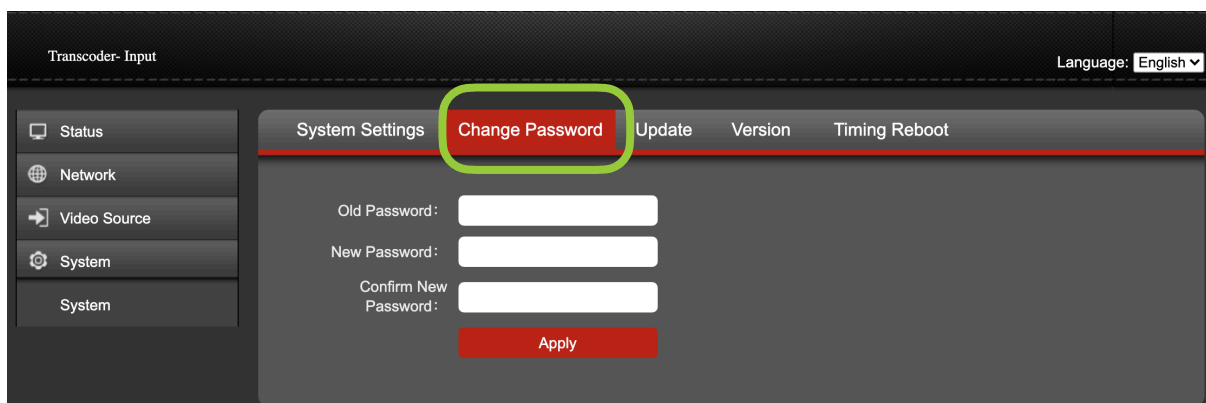 Transcoder- Input
Language: English
Status
Network
Video Source
System
System
System Settings Change Password Update Version Timing Reboot
Old Password:
New Password:
Confirm New
Password:
Apply